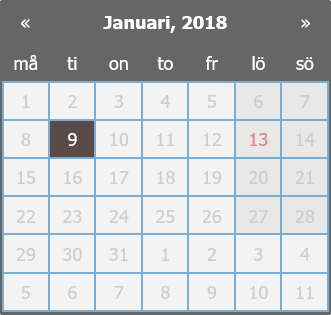 « Januari, 2018 »
må ti on to fr lö sö
1 2 3 4 5 6 7
8 9 10 11 12 13 14
15 16 17 18 19 20 21
22 23 24 25 26 27 28
29 30 31 1 2 3 4
5 6 7 8 9 10 11